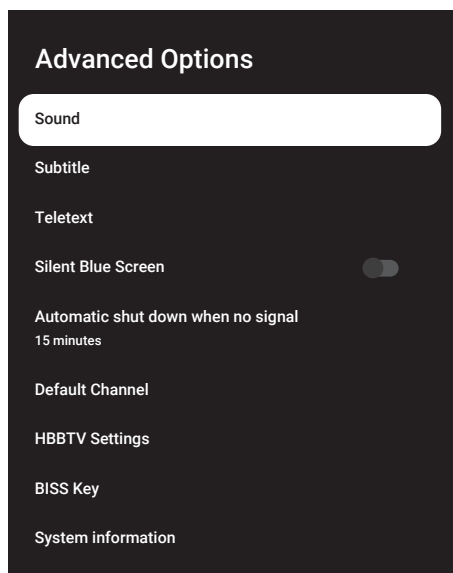 Advanced Options
Sound
Subtitle
Teletext
Silent Blue Screen
Automatic shut down when no signal
15 minutes
Default Channel
HBBTV Settings
BISS Key
System information